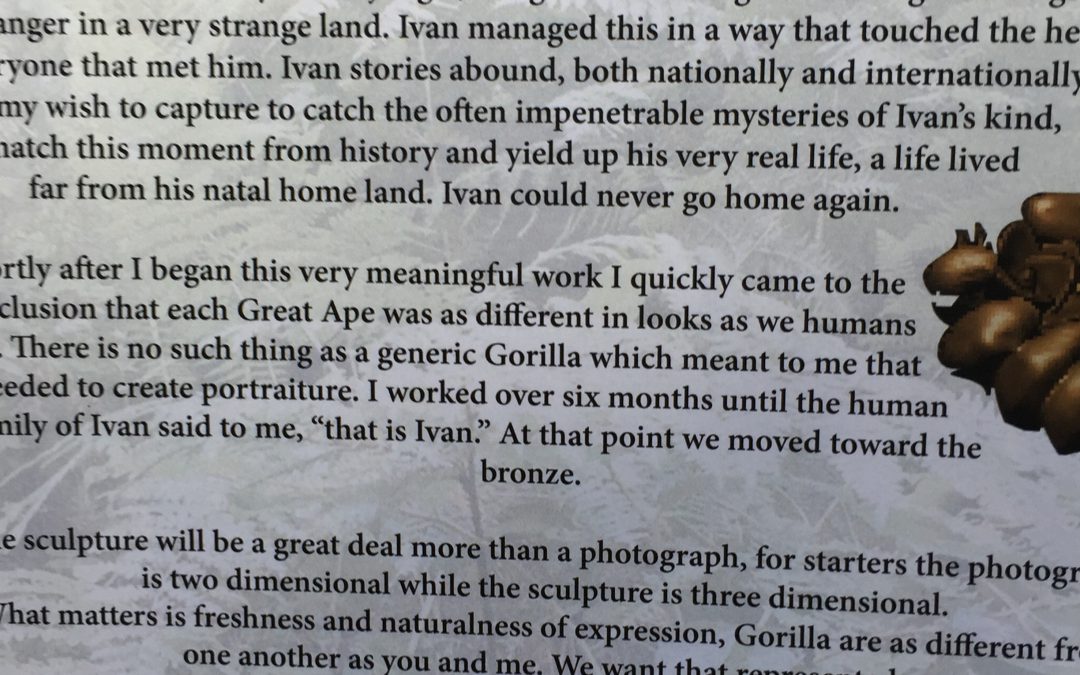 anger in a very strange land. Ivan managed this in a way that touched the he
ryone that met him. Ivan stories abound, both nationally and internationally
my wish to capture to catch the often impenetrable mysteries of Ivan’s kind,
natch this moment from history and yield up his very real life, a life lived
far from his natal home land. Ivan could never go home again.
rtly after I began this very meaningful work I quickly came to the
clusion that each Great Ape was as different in looks as we humans
. There is no such thing as a generic Gorilla which meant to me that
eeded to create portraiture. I worked over six months until the human
mily of Ivan said to me, “that is Ivan.” At that point we moved toward the
bronze.
e sculpture will be a great deal more than a photograph, for starters the photogr
is two dimensional while the sculpture is three dimensional.
What matters is freshness and naturalness of expression, Gorilla are as different fr
one another as you and me. We want that